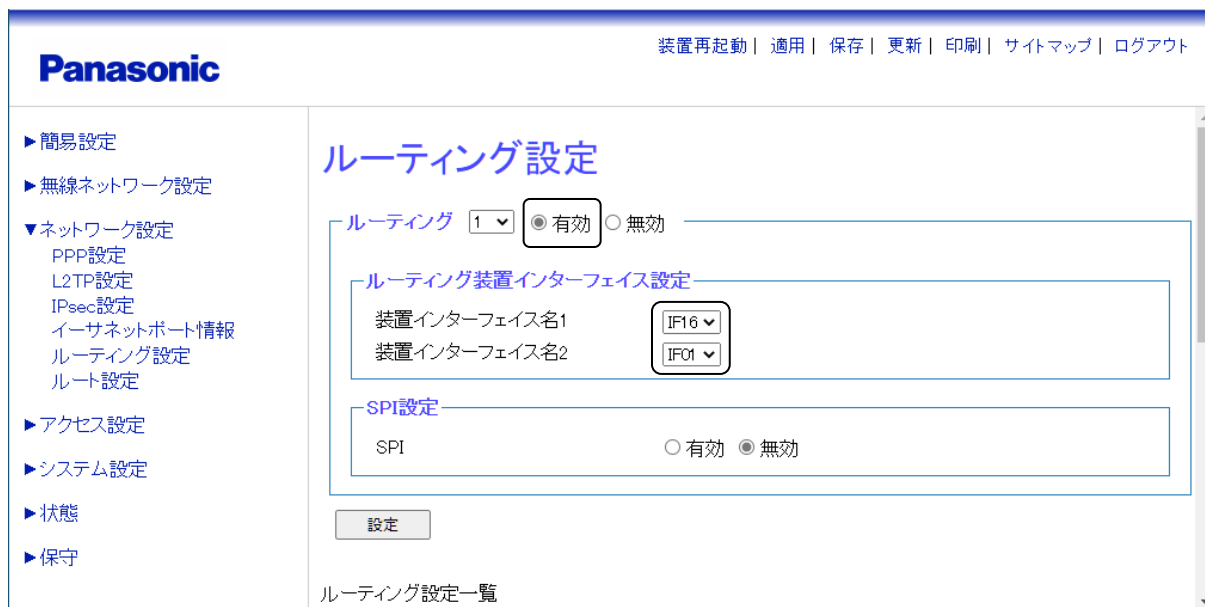 装置再起動| 適用| 保存| 更新| 印刷| サイトマップ| ログアウト
Panasonic
▶簡易設定
▶無線ネットワーク設定
▼ネットワーク設定
PPP設定
L2TP設定
IPsec設定
イーサネットポート情報
ルーティング設定
ルート設定
▶アクセス設定
▶システム設定
▶状態
▶保守
ルーティング設定
ルーティング 1 有効 無効
ルーティング装置インターフェイス設定
装置インターフェイス名1 IF16
装置インターフェイス名2 IF01
SPI設定
SPI 有効 無効
設定
ルーティング設定一覧